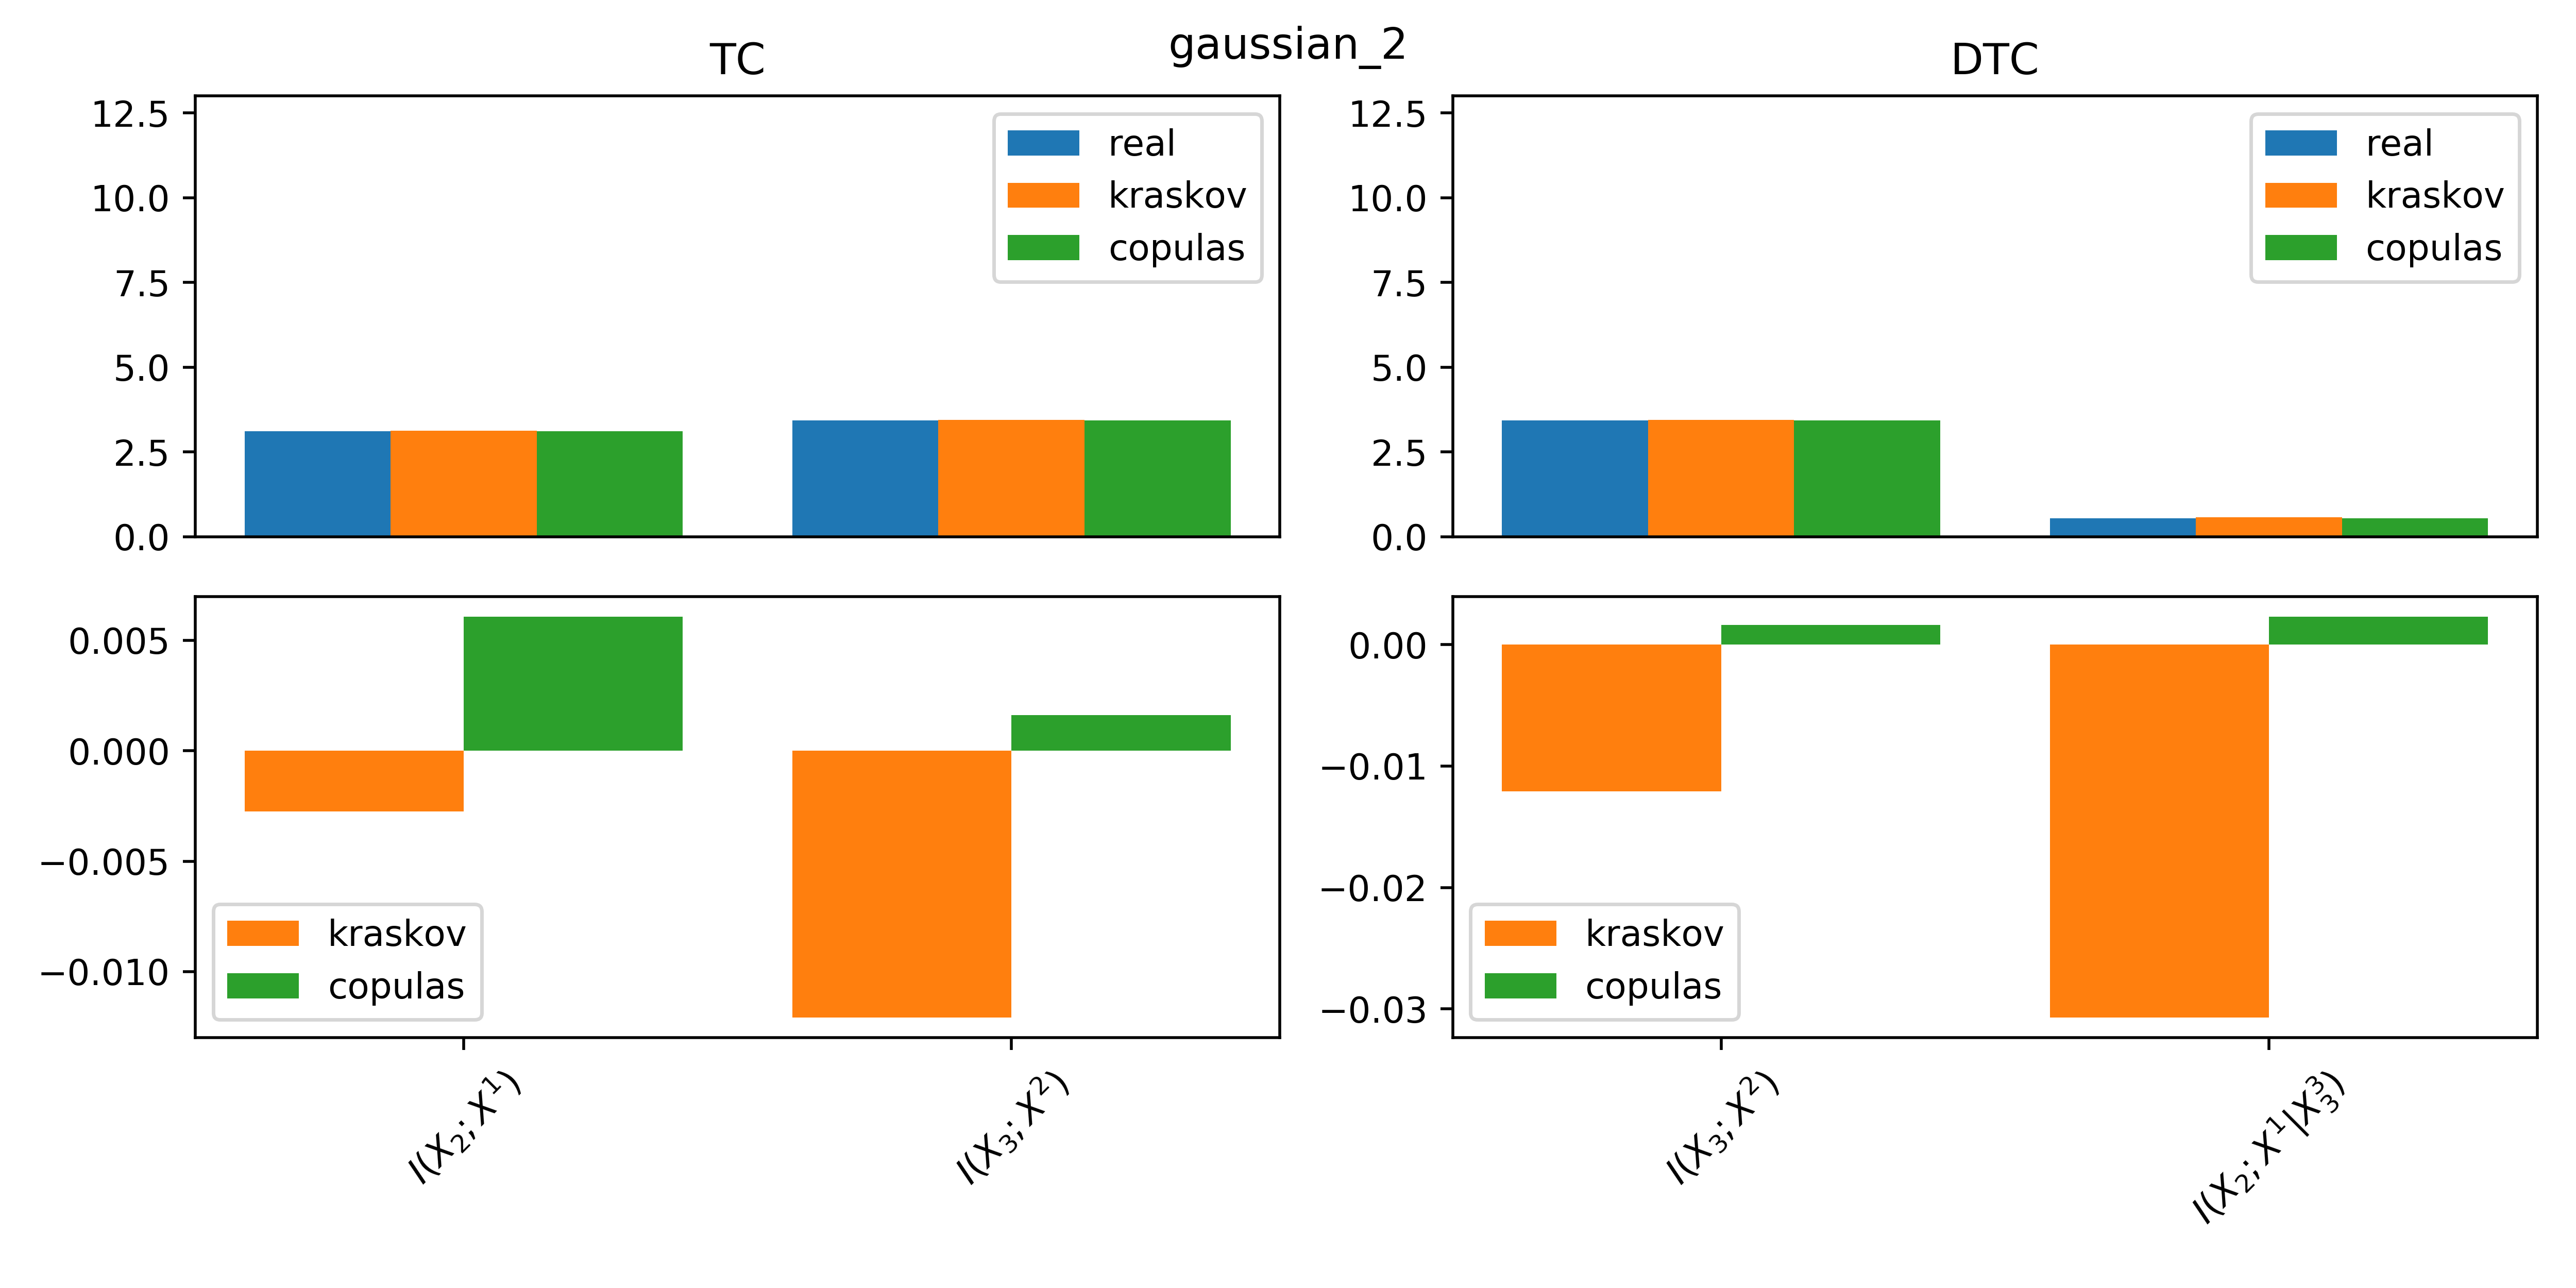 gaussian_2
TC
12.5
10.0
7.5
5.0
2.5
0.0
real
kraskov
copulas
DTC
12.5
10.0
7.5
5.0
2.5
0.0
real
kraskov
copulas
0.005
0.000
−0.005
−0.010
kraskov
copulas
I(X₂; X¹)
I(X₃; X²)
0.00
−0.01
−0.02
−0.03
kraskov
copulas
I(X₃; X²)
I(X₂; X¹|X₃³)